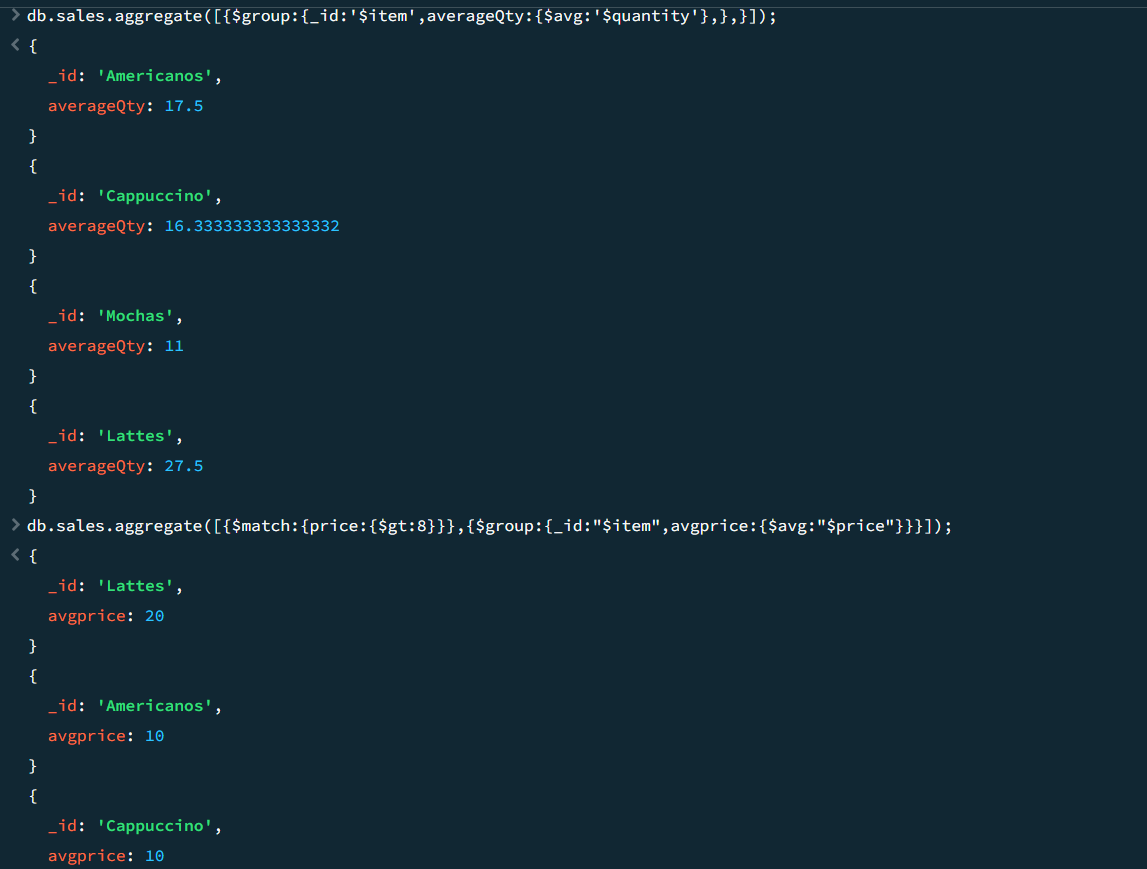 > db.sales.aggregate([{$group:{_id:'$item',averageQty:{$avg:'$quantity'},},}]);
< {
_id: 'Americanos',
averageQty: 17.5
}
{
_id: 'Cappuccino',
averageQty: 16.333333333333332
}
{
_id: 'Mochas',
averageQty: 11
}
{
_id: 'Lattes',
averageQty: 27.5
}
> db.sales.aggregate([{$match:{price:{$gt:8}}},{$group:{_id:"$item",avgprice:{$avg:"$price"}}}]);
< {
_id: 'Lattes',
avgprice: 20
}
{
_id: 'Americanos',
avgprice: 10
}
{
_id: 'Cappuccino',
avgprice: 10